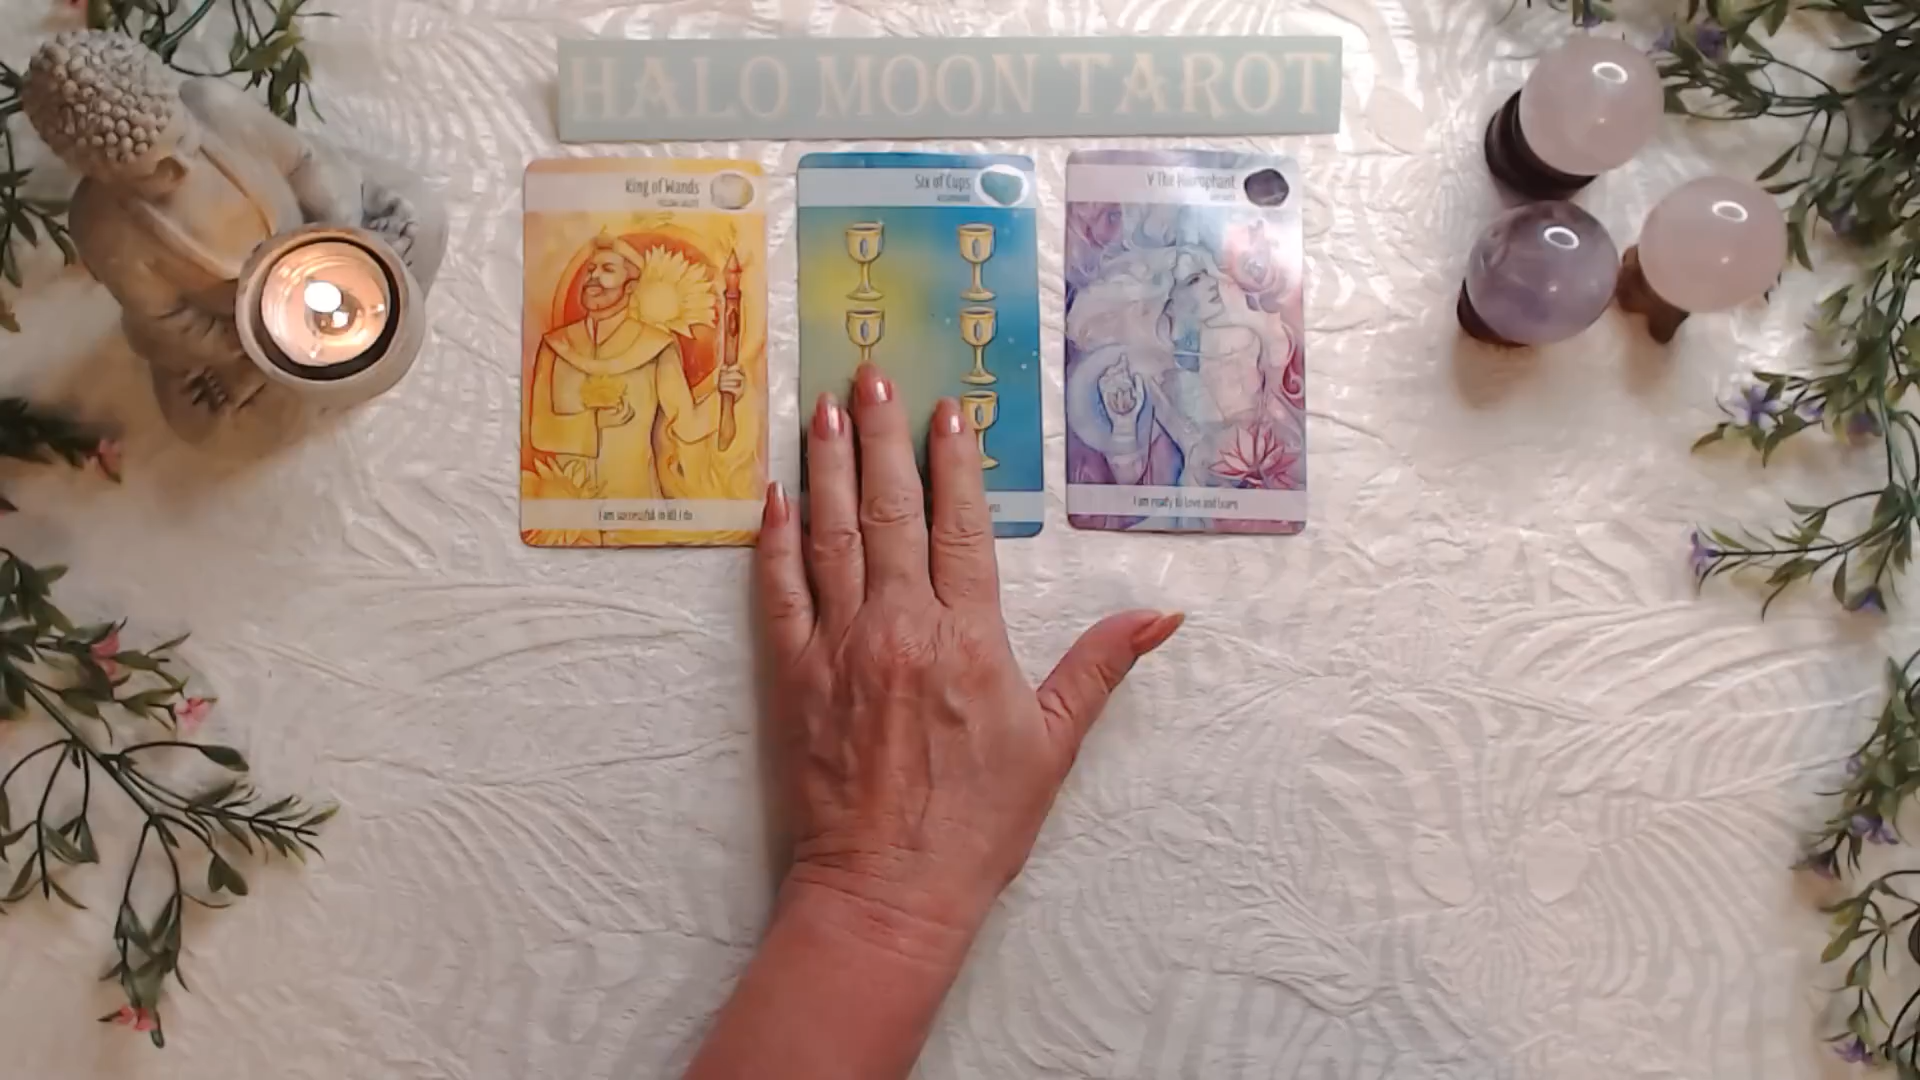 HALO MOON TAROT
King of Wands
Six of Cups
V The Hierophant
I am successful in all I do
I am ready to love and learn